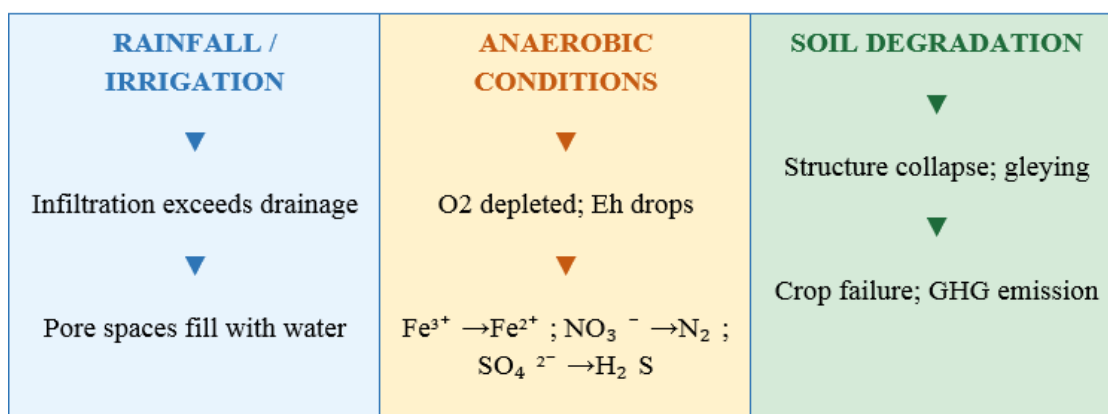 RAINFALL /
IRRIGATION
▼
Infiltration exceeds drainage
▼
Pore spaces fill with water
ANAEROBIC
CONDITIONS
▼
O2 depleted; Eh drops
▼
Fe³⁺ →Fe²⁺ ; NO₃ ⁻ →N₂ ;
SO₄ ²⁻ →H₂ S
SOIL DEGRADATION
▼
Structure collapse; gleying
▼
Crop failure; GHG emission